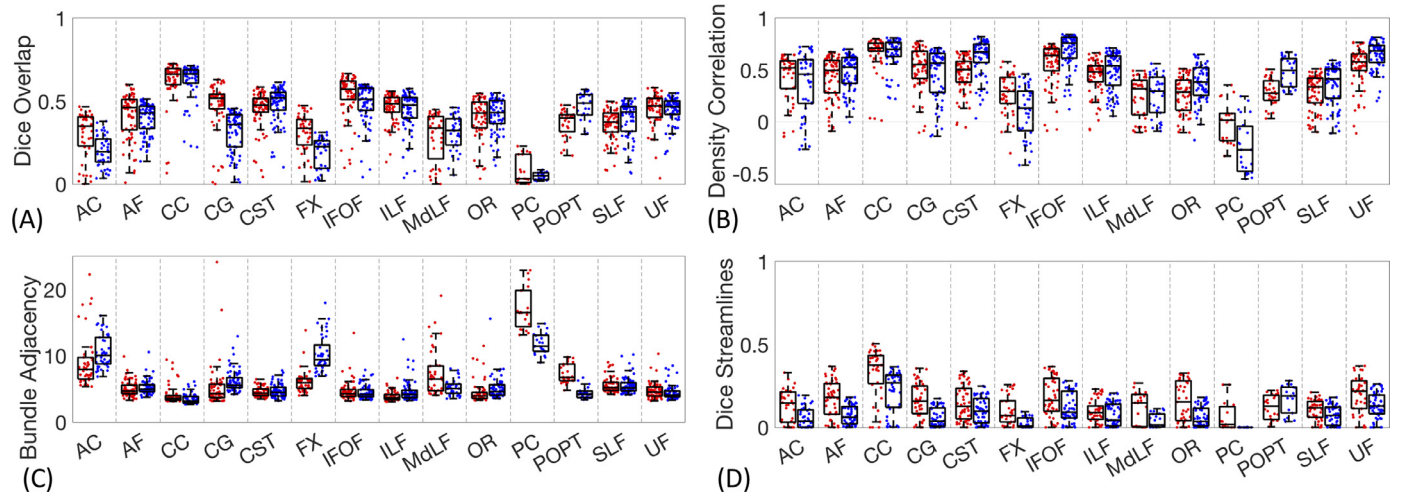 Dice Overlap
1
0.5
0
AC AF CC CG CST FX IFOF ILF MdLF OR PC POPT SLF UF
(A)
Density Correlation
1
0.5
0
-0.5
AC AF CC CG CST FX IFOF ILF MdLF OR PC POPT SLF UF
(B)
Bundle Adjacency
20
10
0
AC AF CC CG CST FX IFOF ILF MdLF OR PC POPT SLF UF
(C)
Dice Streamlines
1
0.5
0
AC AF CC CG CST FX IFOF ILF MdLF OR PC POPT SLF UF
(D)